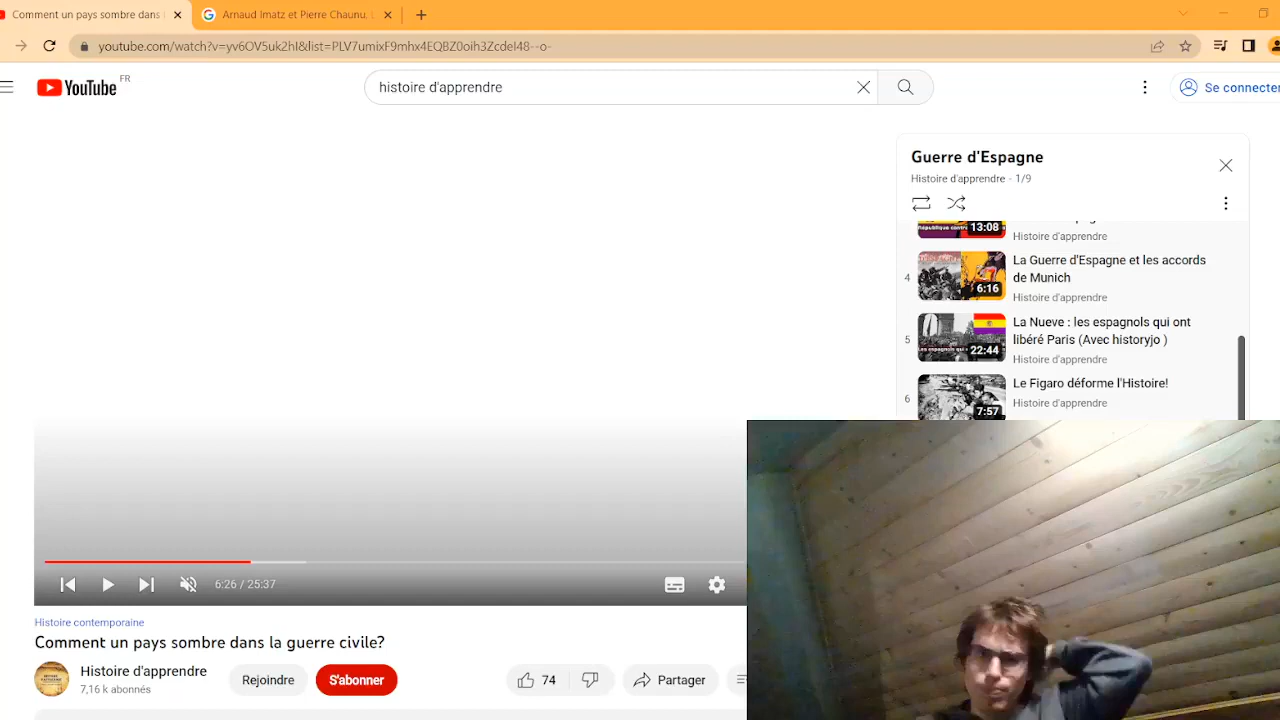 Comment un pays sombre dans
Arnaud Imatz et Pierre Chaunu.
youtube.com/watch?v=yv6OV5uk2hI&list=PLV7umixF9mhx4EQBZ0oih3ZcdeI48--o-
YouTube FR
histoire d'apprendre
Se connecter
Guerre d'Espagne
Histoire d'apprendre - 1/9
13:08
Histoire d'apprendre
4
La Guerre d'Espagne et les accords
de Munich
6:16
Histoire d'apprendre
5
La Nueve : les espagnols qui ont
libéré Paris (Avec historyjo )
22:44
Histoire d'apprendre
6
Le Figaro déforme l'Histoire!
7:57
Histoire d'apprendre
6:26 / 25:37
Histoire contemporaine
Comment un pays sombre dans la guerre civile?
Histoire d'apprendre
7,16 k abonnés
Rejoindre
S'abonner
74
Partager